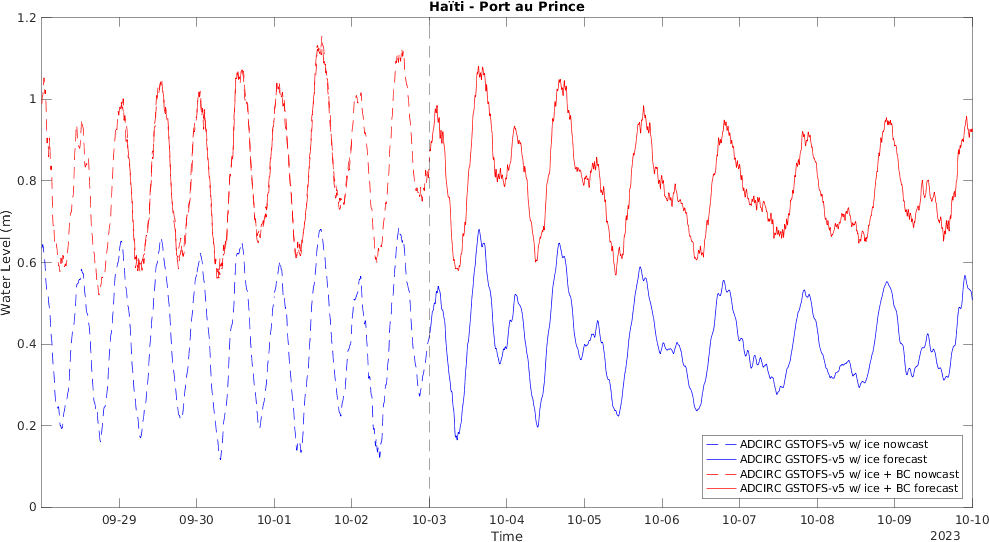 Haïti - Port au Prince
1.2
1
0.8
0.6
0.4
0.2
0
Water Level (m)
09-29 09-30 10-01 10-02 10-03 10-04 10-05 10-06 10-07 10-08 10-09 10-10
Time
2023
ADCIRC GSTOFS-v5 w/ ice nowcast
ADCIRC GSTOFS-v5 w/ ice forecast
ADCIRC GSTOFS-v5 w/ ice + BC nowcast
ADCIRC GSTOFS-v5 w/ ice + BC forecast